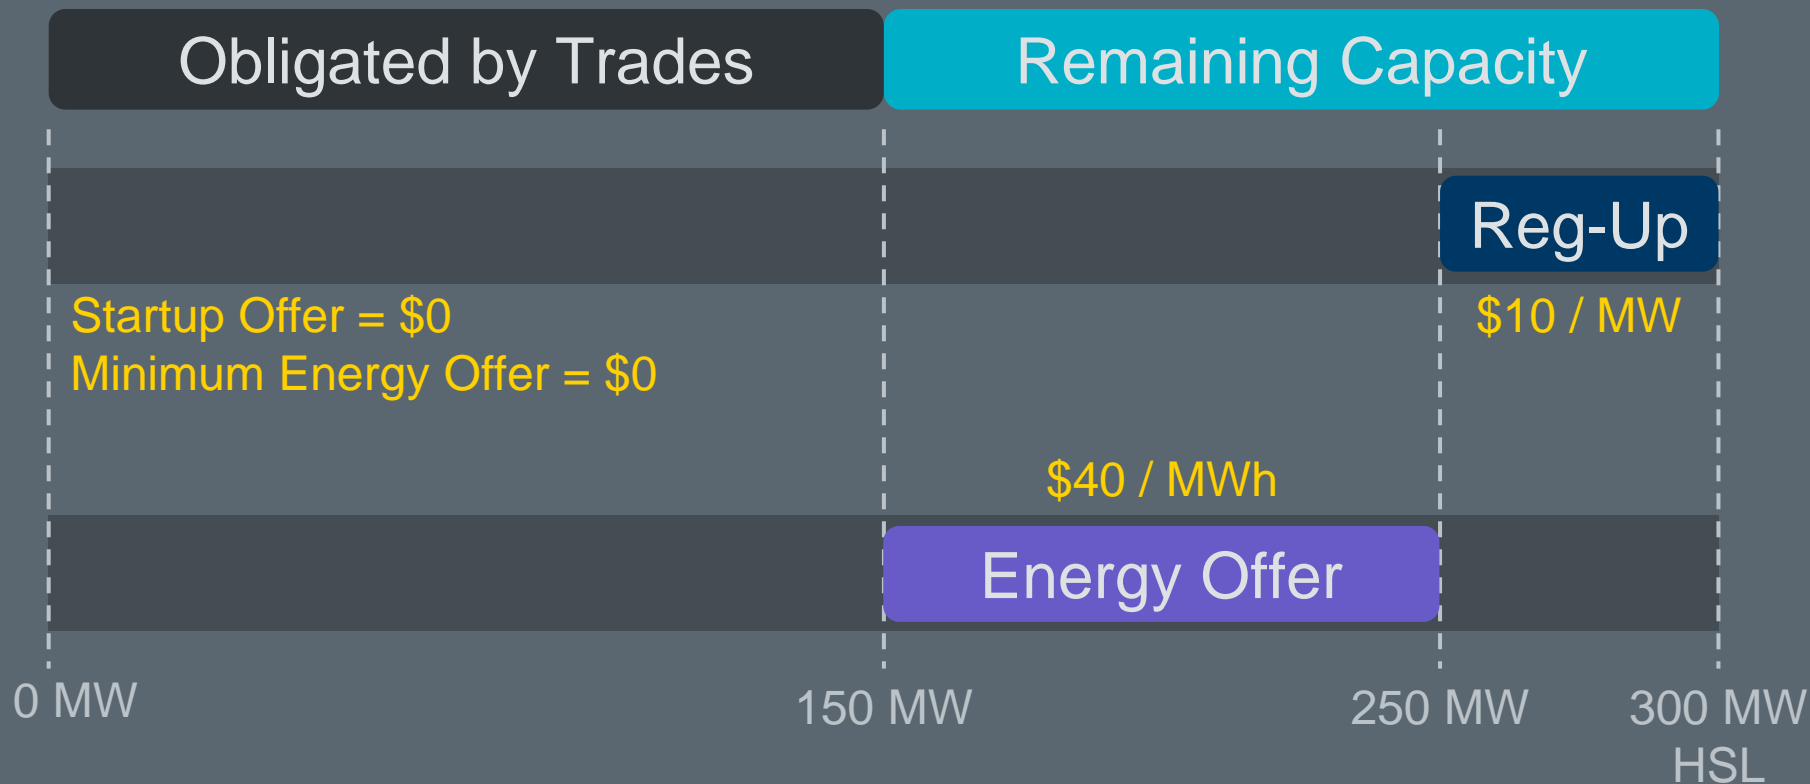 Obligated by Trades
Remaining Capacity
Reg-Up
Startup Offer = $0
Minimum Energy Offer = $0
$10 / MW
$40 / MWh
Energy Offer
0 MW
150 MW
250 MW
300 MW
HSL